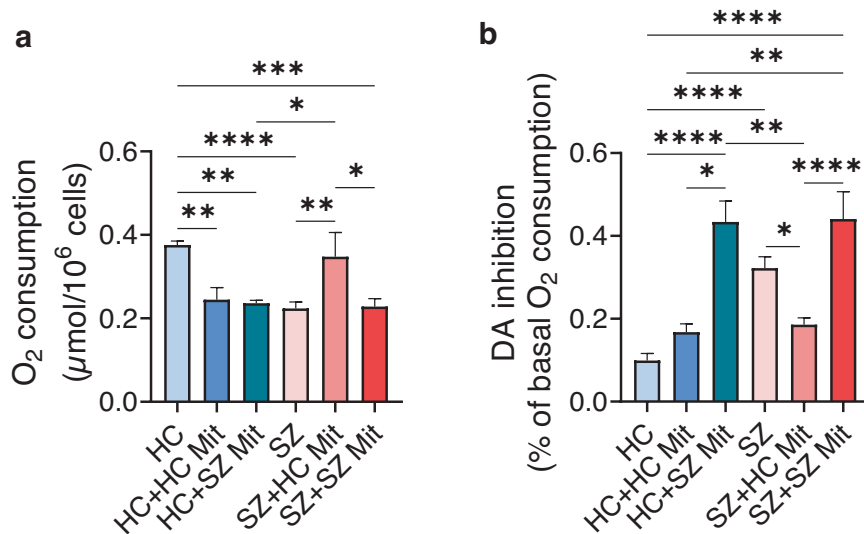 a
***
*
****
**
*
**
**
O₂ consumption
(μmol/10⁶ cells)
0.6
0.4
0.2
0.0
HC
HC+HC Mit
HC+SZ Mit
SZ
SZ+HC Mit
SZ+SZ Mit
b
****
**
****
**
****
****
*
*
DA inhibition
(% of basal O₂ consumption)
0.6
0.4
0.2
0.0
HC
HC+HC Mit
HC+SZ Mit
SZ
SZ+HC Mit
SZ+SZ Mit